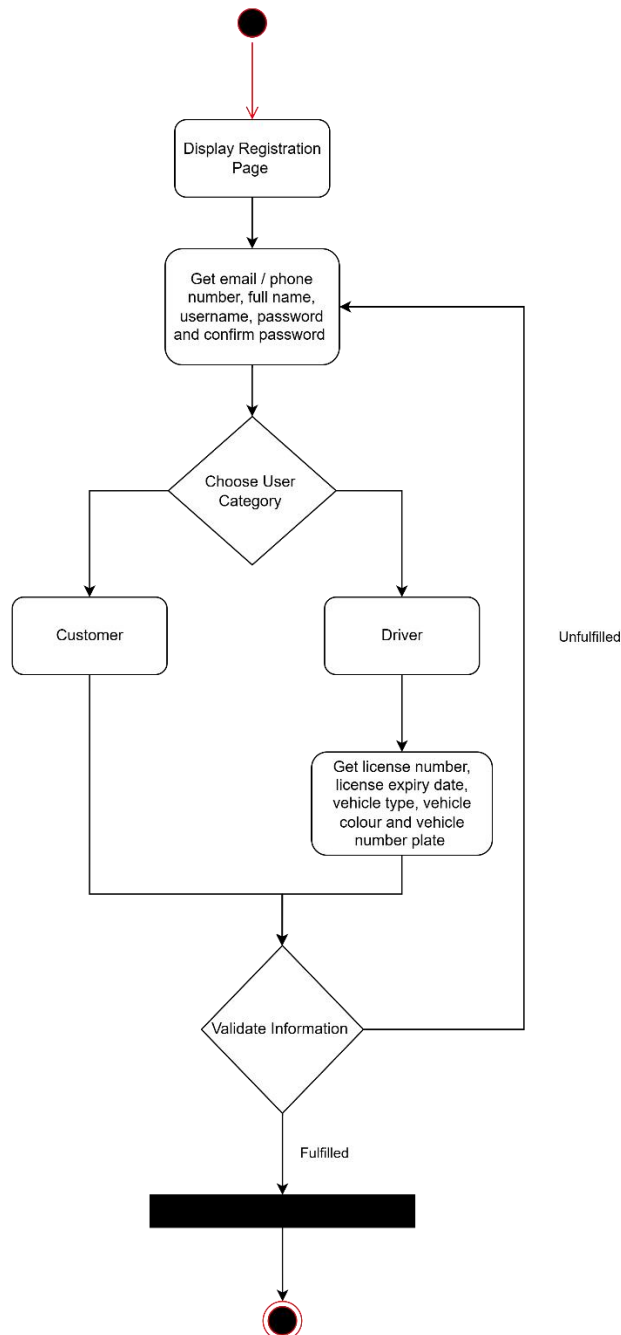 Display Registration
Page
Get email / phone
number, full name,
username, password
and confirm password
Choose User
Category
Customer
Driver
Unfulfilled
Get license number,
license expiry date,
vehicle type, vehicle
colour and vehicle
number plate
Validate Information
Fulfilled